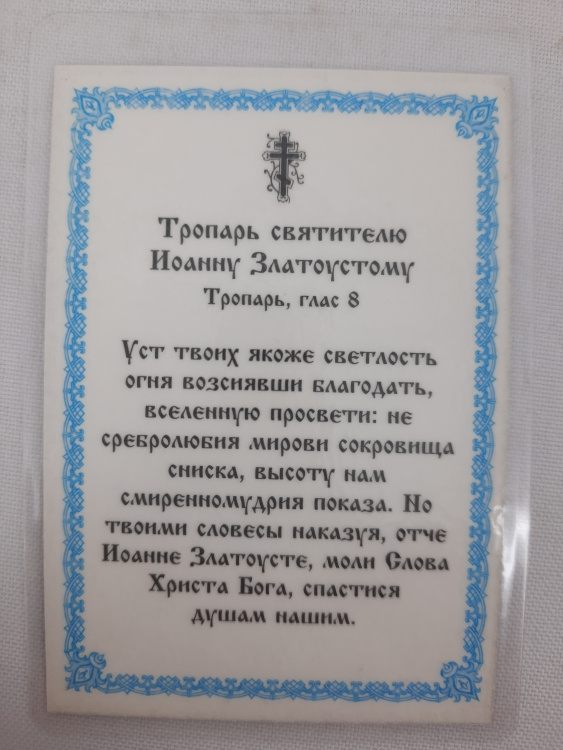 Тропарь святителю
Иоанну Златоустому
Тропарь, глас 8
Уст твоих якоже светлость
огня возсиявши благодать,
вселенную просвети: не
сребролюбия мирови сокровища
сниска, высоту нам
смиренномудрия показа. Но
твоими словесы наказуя, отче
Иоанне Златоусте, моли Слова
Христа Бога, спастися
душам нашим.